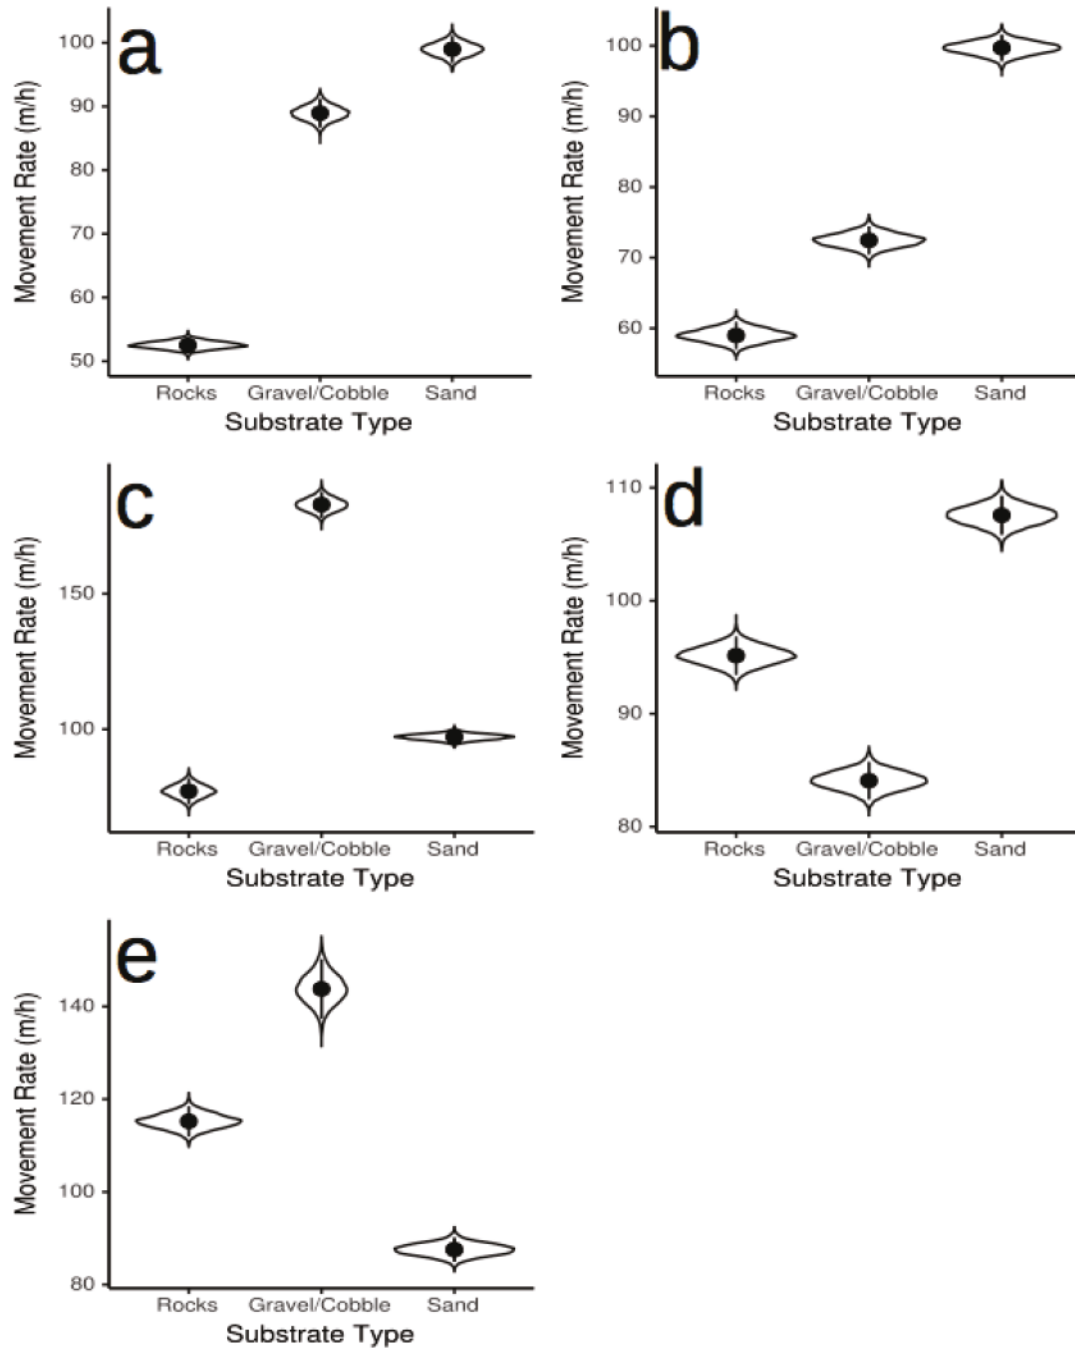 a
Movement Rate (m/h)
100
90
80
70
60
50
Rocks Gravel/Cobble Sand
Substrate Type
b
Movement Rate (m/h)
100
90
80
70
60
Rocks Gravel/Cobble Sand
Substrate Type
c
Movement Rate (m/h)
150
100
Rocks Gravel/Cobble Sand
Substrate Type
d
Movement Rate (m/h)
110
100
90
80
Rocks Gravel/Cobble Sand
Substrate Type
e
Movement Rate (m/h)
140
120
100
80
Rocks Gravel/Cobble Sand
Substrate Type